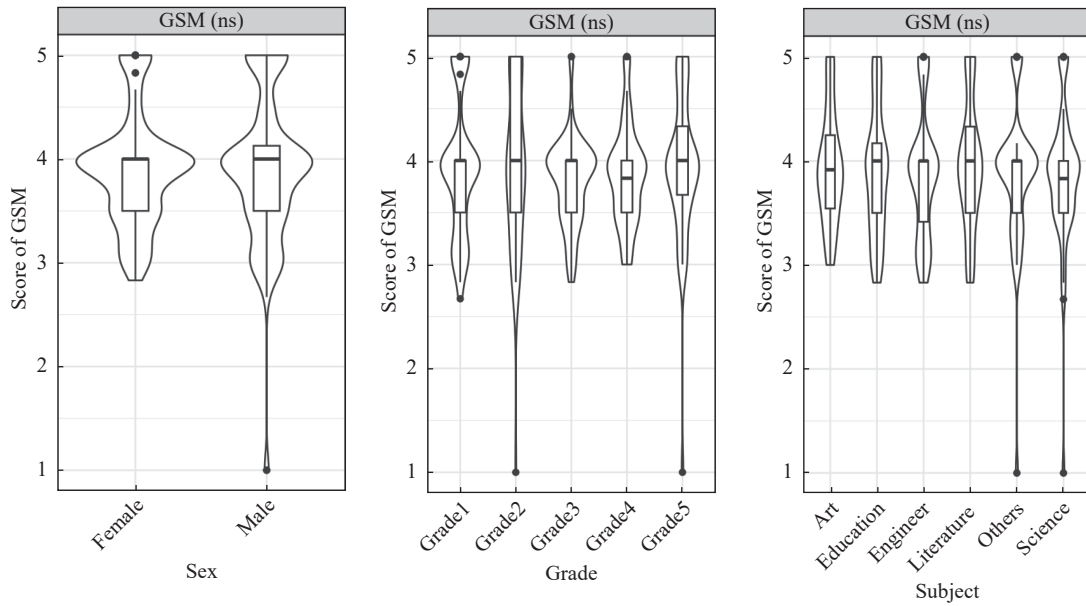 GSM (ns)
5
4
3
2
1
Score of GSM
Female
Male
Sex
GSM (ns)
5
4
3
2
1
Score of GSM
Grade1
Grade2
Grade3
Grade4
Grade5
Grade
GSM (ns)
5
4
3
2
1
Score of GSM
Art
Education
Engineer
Literature
Others
Science
Subject